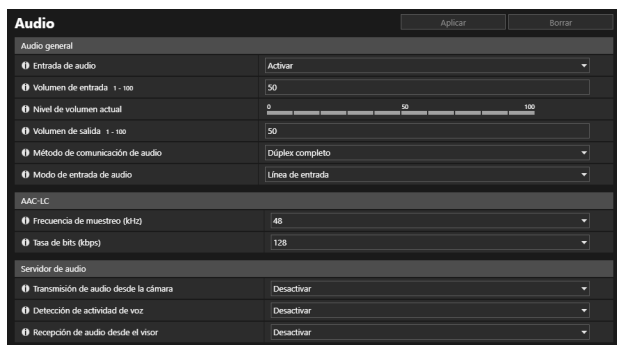 Audio
Aplicar
Borrar
Audio general
Entrada de audio
Activar
Volumen de entrada 1 - 100
50
Nivel de volumen actual
0 50 100
Volumen de salida 1 - 100
50
Método de comunicación de audio
Dúplex completo
Modo de entrada de audio
Línea de entrada
AAC-LC
Frecuencia de muestreo (kHz)
48
Tasa de bits (kbps)
128
Servidor de audio
Transmisión de audio desde la cámara
Desactivar
Detección de actividad de voz
Desactivar
Recepción de audio desde el visor
Desactivar